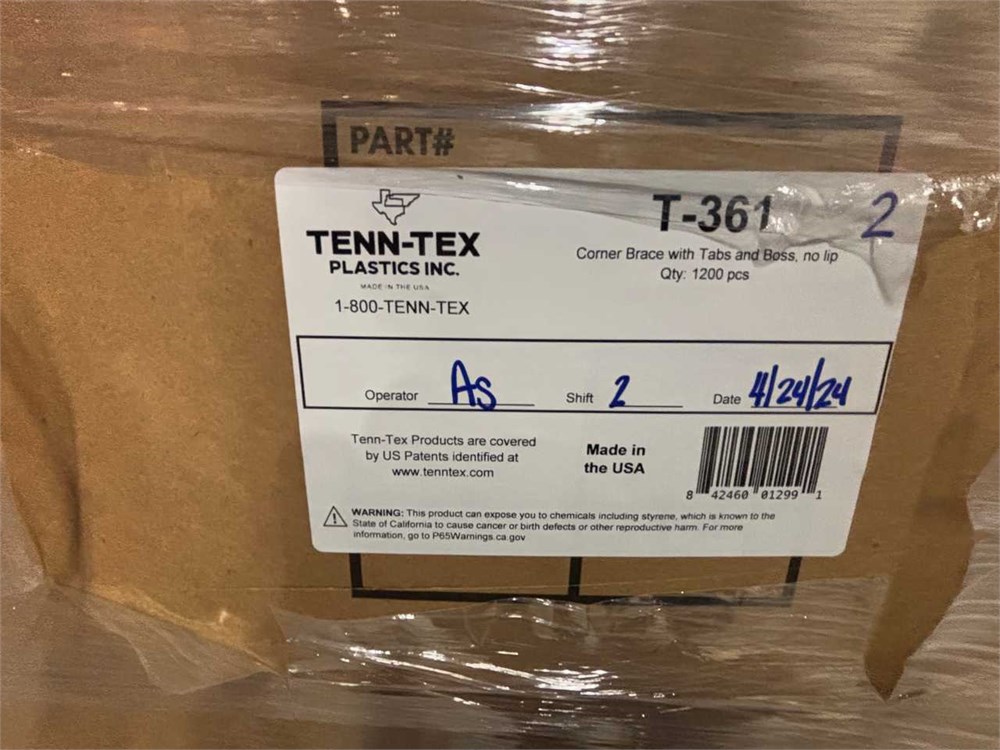 PART#
TENN-TEX
PLASTICS INC.
MADE IN THE USA
1-800-TENN-TEX
T-361
2
Corner Brace with Tabs and Boss, no lip
Qty: 1200 pcs
Operator As
Shift 2
Date 4/24/24
Tenn-Tex Products are covered
by US Patents identified at
www.tenntex.com
Made in
the USA
8 42460 01299 1
WARNING: This product can expose you to chemicals including styrene, which is known to the
State of California to cause cancer or birth defects or other reproductive harm. For more
information, go to P65Warnings.ca.gov